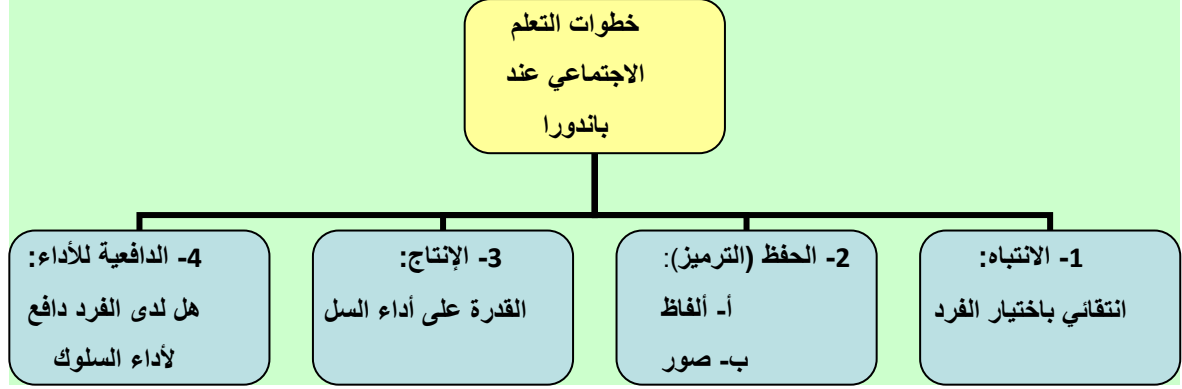 خطوات التعلم
الاجتماعي عند
باندورا
1- الانتباه:
انتقائي باختيار الفرد
2- الحفظ (الترميز):
أ- ألفاظ
ب- صور
3- الإنتاج:
القدرة على أداء السل
4- الدافعية للأداء:
هل لدى الفرد دافع
لأداء السلوك